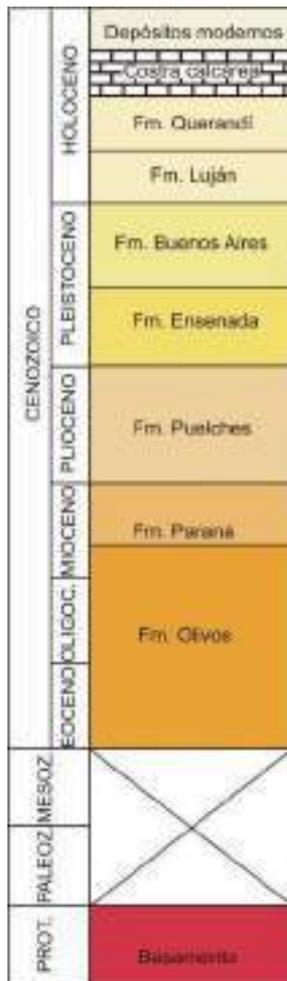 CENOZOICO
HOLOCENO
Depósitos modernos
Costra calcárea
Fm. Querandí
Fm. Luján
PLEISTOCENO
Fm. Buenos Aires
Fm. Ensenada
PLIOCENO
Fm. Puelches
MIOCENO
Fm. Paraná
OLIGOC.
Fm. Olivos
EOCENO
MESOZ
PALEOZ
PROT.
Basamento